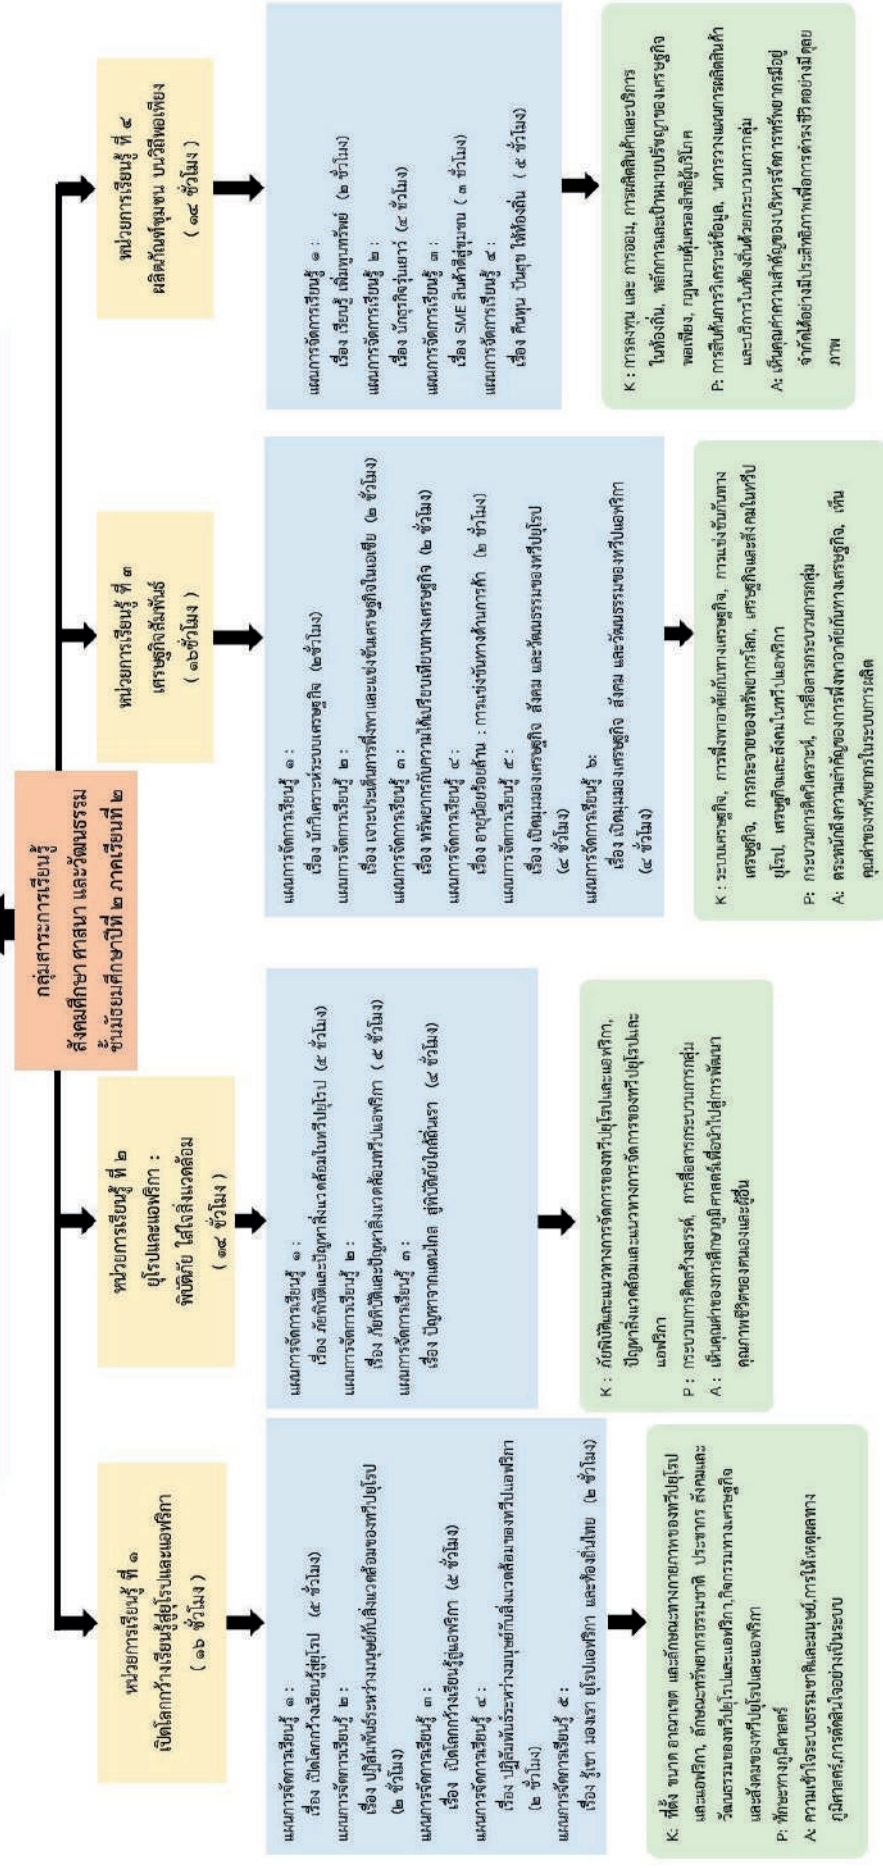 กลุ่มสาระการเรียนรู้
สังคมศึกษา ศาสนา และวัฒนธรรม
ชั้นมัธยมศึกษาปีที่ ๒ ภาคเรียนที่ ๒
หน่วยการเรียนรู้ ที่ ๑
เปิดโลกกว้างเรียนรู้สู่ยุโรปและแอฟริกา
( ๑๖ ชั่วโมง )
แผนการจัดการเรียนรู้ ๑ :
เรื่อง เปิดโลกกว้างเรียนรู้สู่ยุโรป (๕ ชั่วโมง)
แผนการจัดการเรียนรู้ ๒ :
เรื่อง ปฏิสัมพันธ์ระหว่างมนุษย์กับสิ่งแวดล้อมของทวีปยุโรป
(๒ ชั่วโมง)
แผนการจัดการเรียนรู้ ๓ :
เรื่อง เปิดโลกกว้างเรียนรู้สู่แอฟริกา (๕ ชั่วโมง)
แผนการจัดการเรียนรู้ ๔ :
เรื่อง ปฏิสัมพันธ์ระหว่างมนุษย์กับสิ่งแวดล้อมของทวีปแอฟริกา
(๒ ชั่วโมง)
แผนการจัดการเรียนรู้ ๕ :
เรื่อง รู้เขา มองเรา ยุโรปแอฟริกา และท้องถิ่นไทย (๒ ชั่วโมง)
K: ที่ตั้ง ขนาด อาณาเขต และลักษณะทางกายภาพของทวีปยุโรป
และแอฟริกา, ลักษณะทรัพยากรธรรมชาติ ประชากร สังคมและ
วัฒนธรรมของทวีปยุโรปและแอฟริกา,กิจกรรมทางเศรษฐกิจ
และสังคมของทวีปยุโรปและแอฟริกา
P: ทักษะทางภูมิศาสตร์
A: ความเข้าใจระบบธรรมชาติและมนุษย์,การให้เหตุผลทาง
ภูมิศาสตร์,การตัดสินใจอย่างเป็นระบบ
หน่วยการเรียนรู้ ที่ ๒
ยุโรปและแอฟริกา :
พิบัติภัย ใส่ใจสิ่งแวดล้อม
( ๑๔ ชั่วโมง )
แผนการจัดการเรียนรู้ ๑ :
เรื่อง ภัยพิบัติและปัญหาสิ่งแวดล้อมในทวีปยุโรป (๕ ชั่วโมง)
แผนการจัดการเรียนรู้ ๒ :
เรื่อง ภัยพิบัติและปัญหาสิ่งแวดล้อมทวีปแอฟริกา ( ๕ ชั่วโมง)
แผนการจัดการเรียนรู้ ๓ :
เรื่อง ปัญหาจากแดนไกล สู่พิบัติภัยใกล้ถิ่นเรา (๔ ชั่วโมง)
K : ภัยพิบัติและแนวทางการจัดการของทวีปยุโรปและแอฟริกา,
ปัญหาสิ่งแวดล้อมและแนวทางการจัดการของทวีปยุโรปและ
แอฟริกา
P : กระบวนการคิดสร้างสรรค์, การสื่อสารกระบวนการกลุ่ม
A : เห็นคุณค่าของการศึกษาภูมิศาสตร์เพื่อนำไปสู่การพัฒนา
คุณภาพชีวิตของตนเองและผู้อื่น
หน่วยการเรียนรู้ ที่ ๓
เศรษฐกิจสัมพันธ์
( ๑๖ชั่วโมง )
แผนการจัดการเรียนรู้ ๑ :
เรื่อง นักวิเคราะห์ระบบเศรษฐกิจ (๒ชั่วโมง)
แผนการจัดการเรียนรู้ ๒ :
เรื่อง เจาะประเด็นการพึ่งพาและแข่งขันเศรษฐกิจในเอเชีย (๒ ชั่วโมง)
แผนการจัดการเรียนรู้ ๓ :
เรื่อง ทรัพยากรกับความได้เปรียบเทียบทางเศรษฐกิจ (๒ ชั่วโมง)
แผนการจัดการเรียนรู้ ๔ :
เรื่อง อายุน้อยร้อยล้าน : การแข่งขันทางด้านการค้า (๒ ชั่วโมง)
แผนการจัดการเรียนรู้ ๕ :
เรื่อง เปิดมุมมองเศรษฐกิจ สังคม และวัฒนธรรมของทวีปยุโรป
(๔ ชั่วโมง)
แผนการจัดการเรียนรู้ ๖:
เรื่อง เปิดมุมมองเศรษฐกิจ สังคม และวัฒนธรรมของทวีปแอฟริกา
(๔ ชั่วโมง)
K : ระบบเศรษฐกิจ, การพึ่งพาอาศัยกันทางเศรษฐกิจ, การแข่งขันกันทาง
เศรษฐกิจ, การกระจายของทรัพยากรโลก, เศรษฐกิจและสังคมในทวีป
ยุโรป, เศรษฐกิจและสังคมในทวีปแอฟริกา
P: กระบวนการคิดวิเคราะห์, การสื่อสารกระบวนการกลุ่ม
A: ตระหนักถึงความสำคัญของการพึ่งพาอาศัยกันทางเศรษฐกิจ, เห็น
คุณค่าของทรัพยากรในระบบการผลิต
หน่วยการเรียนรู้ ที่ ๔
ผลิตภัณฑ์ชุมชน บนวิถีพอเพียง
( ๑๔ ชั่วโมง )
แผนการจัดการเรียนรู้ ๑ :
เรื่อง เรียนรู้ เพิ่มพูนทรัพย์ (๒ ชั่วโมง)
แผนการจัดการเรียนรู้ ๒ :
เรื่อง นักธุรกิจรุ่นเยาว์ (๔ ชั่วโมง)
แผนการจัดการเรียนรู้ ๓ :
เรื่อง SME สินค้าดีสู่ชุมชน ( ๓ ชั่วโมง)
แผนการจัดการเรียนรู้ ๔ :
เรื่อง คืนทุน ปันสุข ให้ท้องถิ่น ( ๕ ชั่วโมง)
K : การลงทุน และ การออม, การผลิตสินค้าและบริการ
ในท้องถิ่น, หลักการและเป้าหมายปรัชญาของเศรษฐกิจ
พอเพียง, กฎหมายคุ้มครองสิทธิผู้บริโภค
P: การสืบค้นการวิเคราะห์ข้อมูล, นการวางแผนการผลิตสินค้า
และบริการในท้องถิ่นด้วยกระบวนการกลุ่ม
A: เห็นคุณค่าความสำคัญของบริหารจัดการทรัพยากรมีอยู่
จำกัดได้อย่างมีประสิทธิภาพเพื่อการดำรงชีวิตอย่างมีดุลย
ภาพ